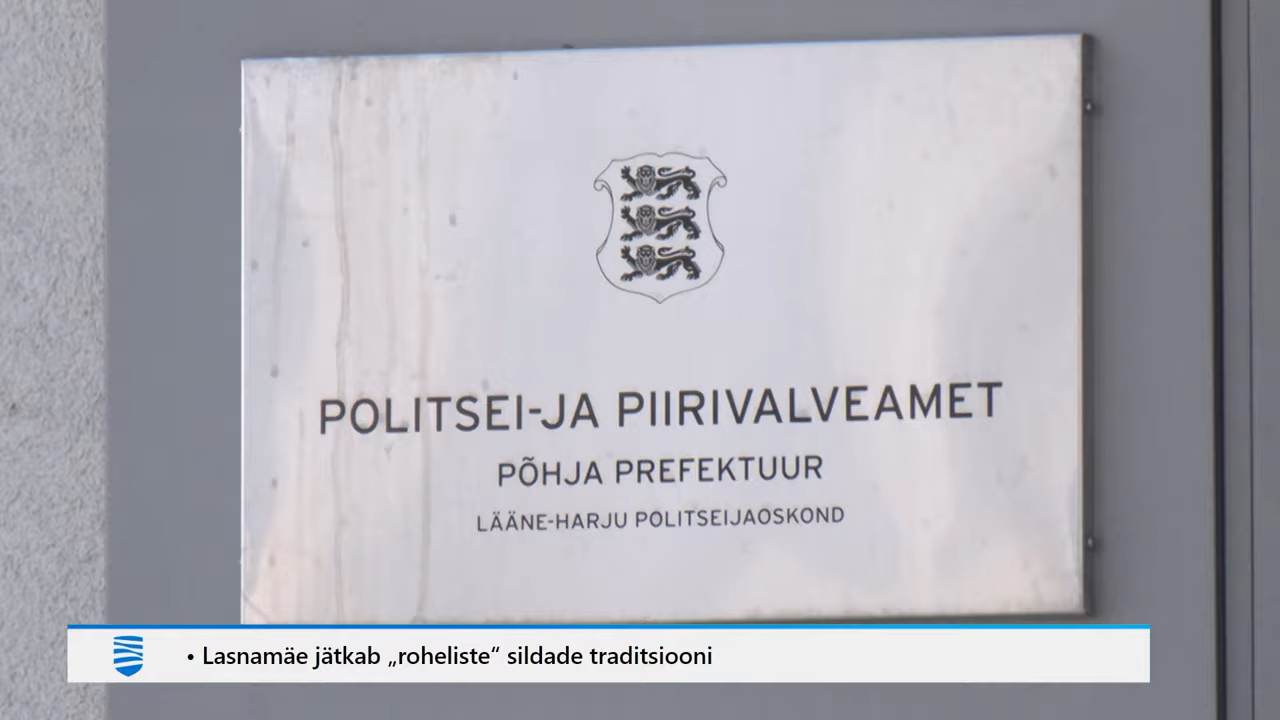 POLITSEI-JA PIIRIVALVEAMET
PÕHJA PREFEKTUUR
LÄÄNE-HARJU POLITSEIJAOSKOND
• Lasnamäe jätkab „roheliste“ sildade traditsiooni